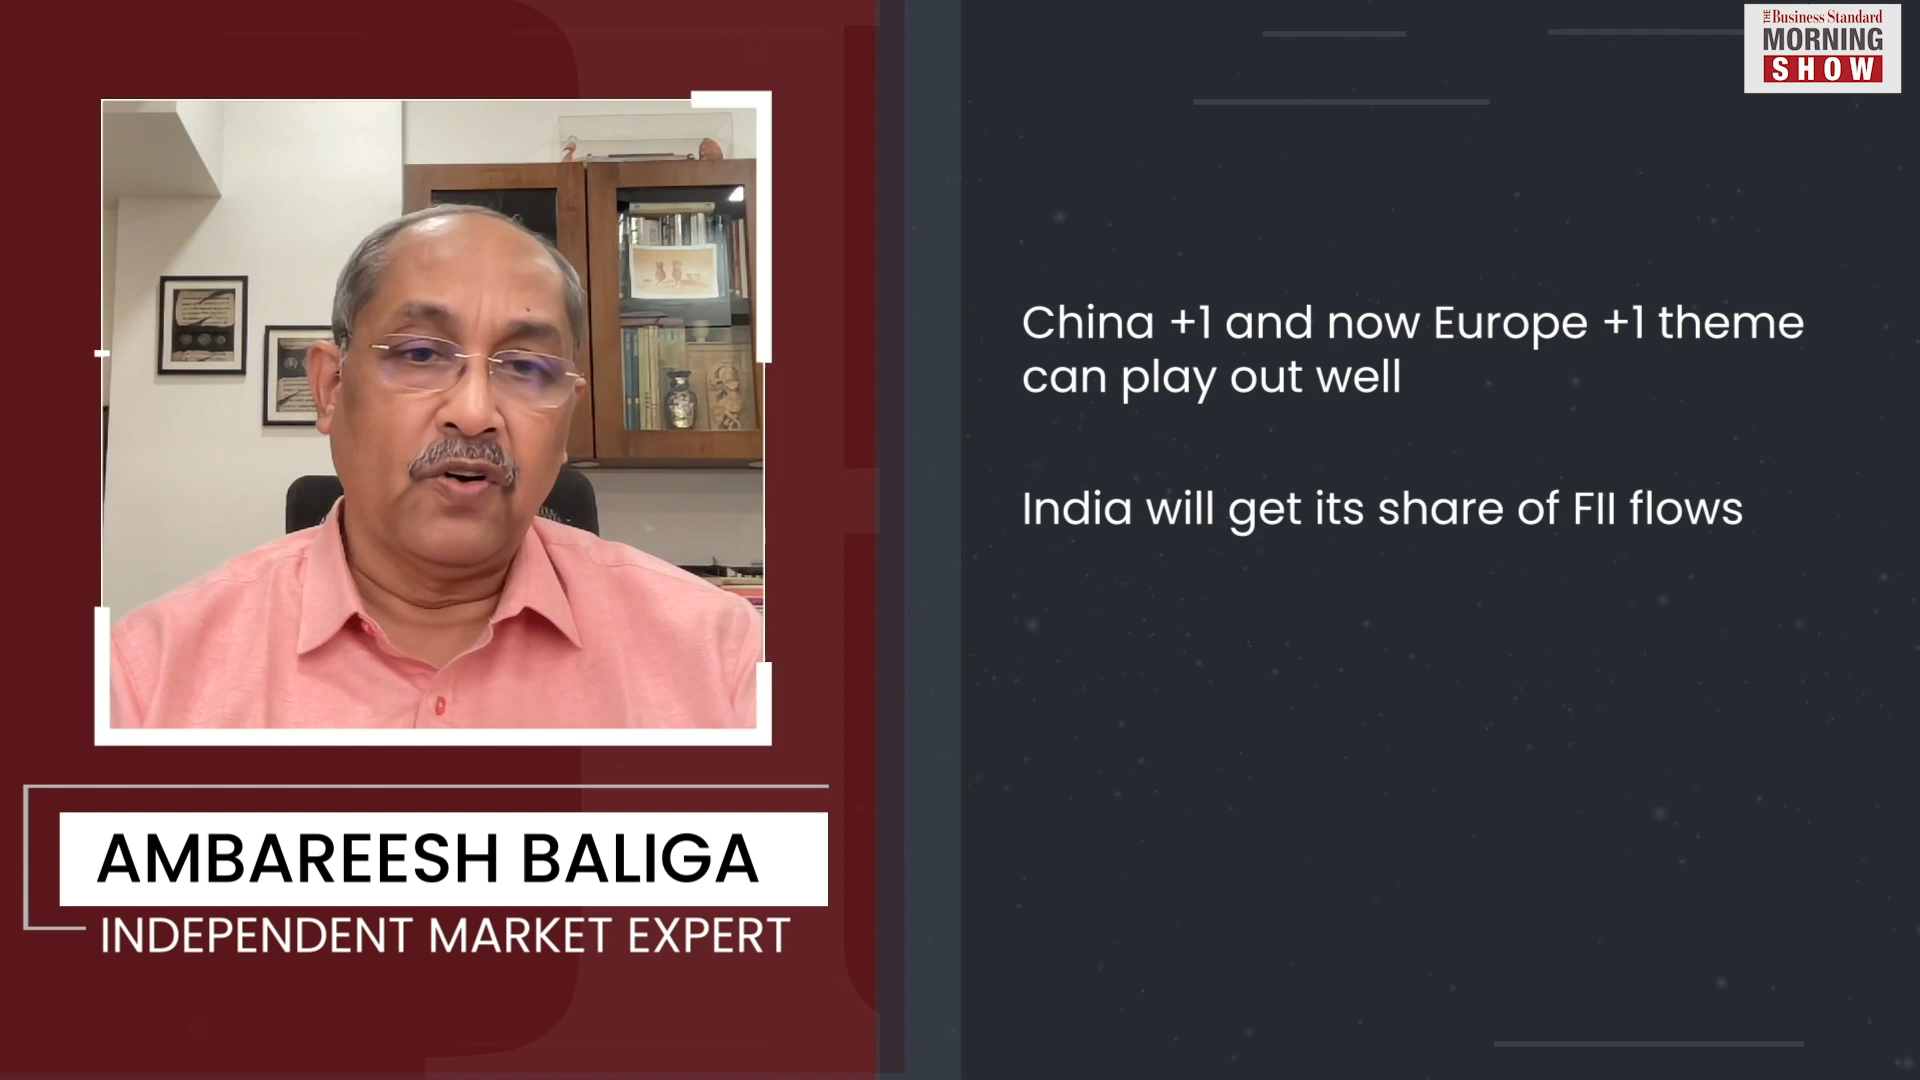 THE Business Standard
MORNING
SHOW
China +1 and now Europe +1 theme
can play out well
India will get its share of FII flows
AMBAREESH BALIGA
INDEPENDENT MARKET EXPERT